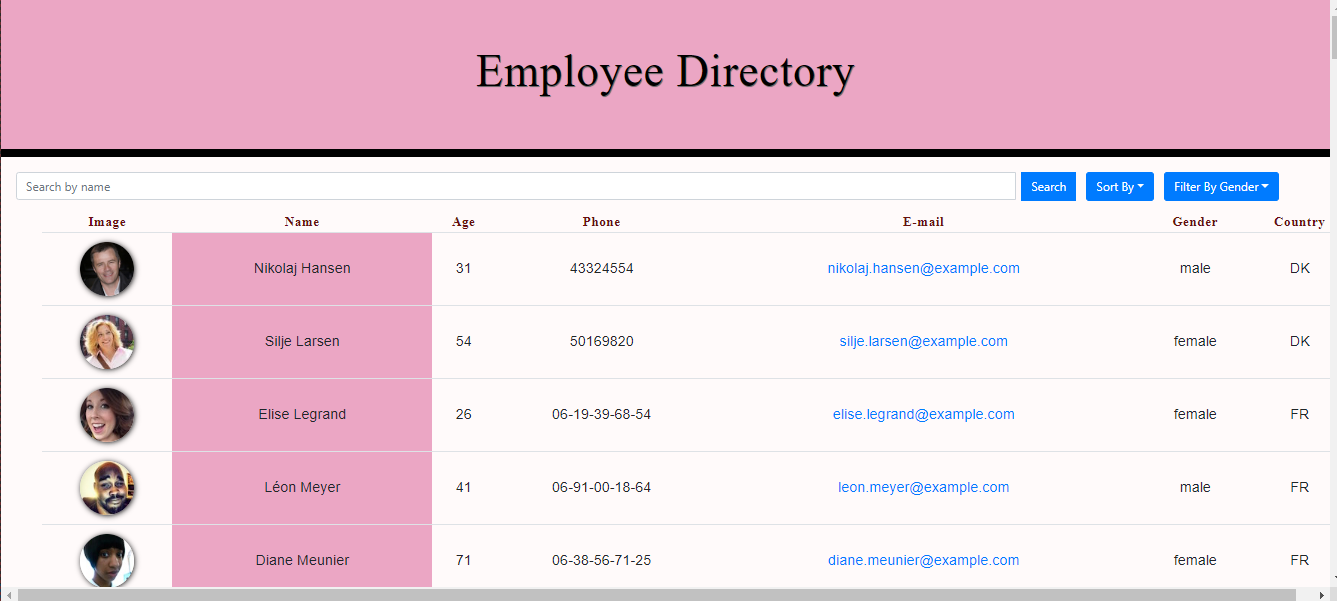 Employee Directory
Search by name Search Sort By Filter By Gender
Image Name Age Phone E-mail Gender Country
Nikolaj Hansen 31 43324554 nikolaj.hansen@example.com male DK
Silje Larsen 54 50169820 silje.larsen@example.com female DK
Elise Legrand 26 06-19-39-68-54 elise.legrand@example.com female FR
Léon Meyer 41 06-91-00-18-64 leon.meyer@example.com male FR
Diane Meunier 71 06-38-56-71-25 diane.meunier@example.com female FR